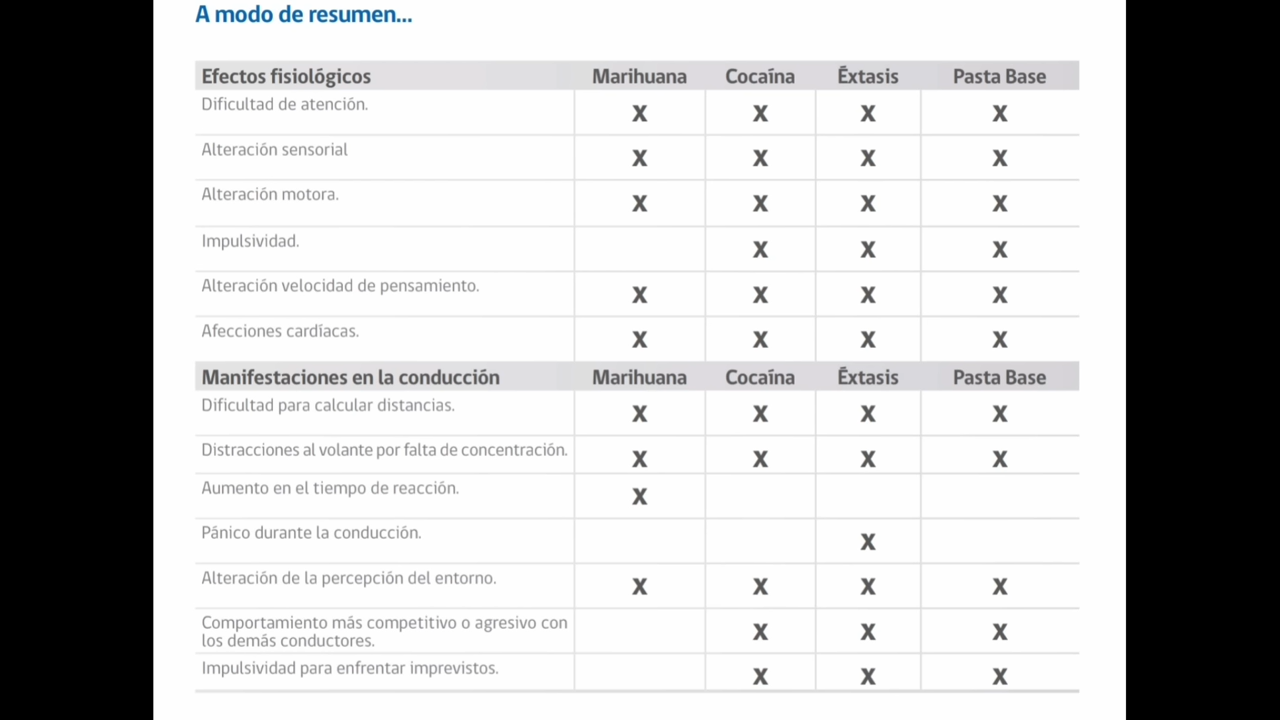 A modo de resumen...
Efectos fisiológicos Marihuana Cocaína Éxtasis Pasta Base
Dificultad de atención. X X X X
Alteración sensorial X X X X
Alteración motora. X X X X
Impulsividad. X X X
Alteración velocidad de pensamiento. X X X X
Afecciones cardíacas. X X X X
Manifestaciones en la conducción Marihuana Cocaína Éxtasis Pasta Base
Dificultad para calcular distancias. X X X X
Distracciones al volante por falta de concentración. X X X X
Aumento en el tiempo de reacción. X
Pánico durante la conducción. X
Alteración de la percepción del entorno. X X X X
Comportamiento más competitivo o agresivo con
los demás conductores. X X X
Impulsividad para enfrentar imprevistos. X X X